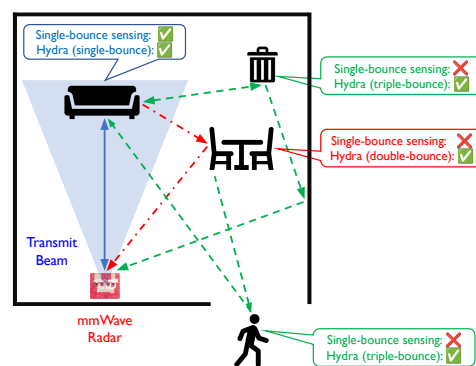 Single-bounce sensing: ✅
Hydra (single-bounce): ✅
Single-bounce sensing: ❌
Hydra (triple-bounce): ✅
Single-bounce sensing: ❌
Hydra (double-bounce): ✅
Transmit
Beam
mmWave
Radar
Single-bounce sensing: ❌
Hydra (triple-bounce): ✅